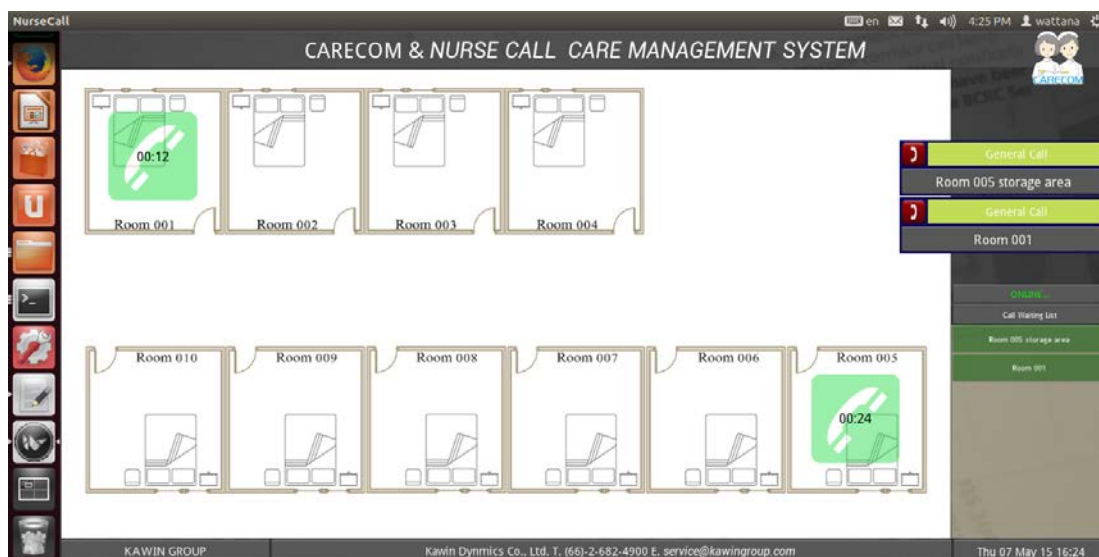 NurseCall
en
4:25 PM
wattana
CARECOM & NURSE CALL CARE MANAGEMENT SYSTEM
CARECOM
00:12
Room 001
Room 002
Room 003
Room 004
General Call
Room 005 storage area
General Call
Room 001
ONLINE...
Call Waiting List
Room 005 storage area
Room 001
Room 010
Room 009
Room 008
Room 007
Room 006
Room 005
00:24
KAWIN GROUP
Kawin Dynmics Co., Ltd. T. (66)-2-682-4900 E. service@kawingroup.com
Thu 07 May 15 16:24